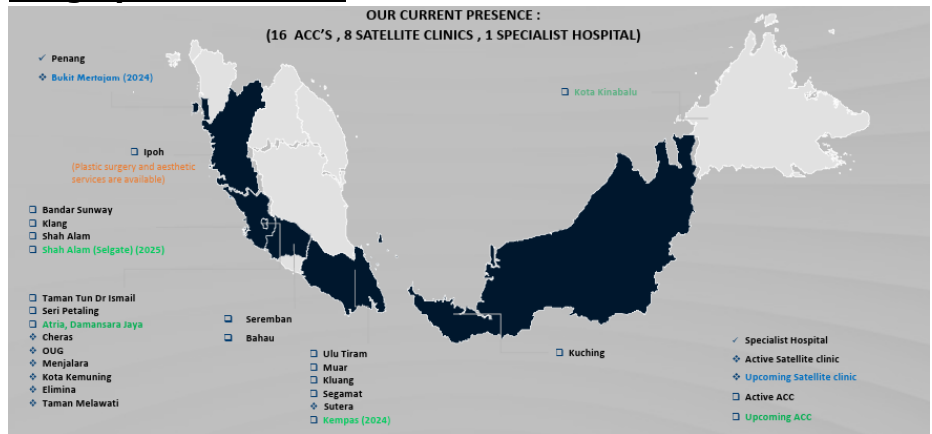 OUR CURRENT PRESENCE :
(16 ACC'S , 8 SATELLITE CLINICS , 1 SPECIALIST HOSPITAL)
✓ Penang
❖ Bukit Mertajam (2024)
❑ Kota Kinabalu
❑ Ipoh
(Plastic surgery and aesthetic
services are available)
❑ Bandar Sunway
❑ Klang
❑ Shah Alam
❑ Shah Alam (Selgate) (2025)
❑ Taman Tun Dr Ismail
❑ Seri Petaling
❑ Atria, Damansara Jaya
❖ Cheras
❖ OUG
❖ Menjalara
❖ Kota Kemuning
❖ Elimina
❖ Taman Melawati
❑ Seremban
❑ Bahau
❑ Ulu Tiram
❑ Muar
❑ Kluang
❑ Segamat
❖ Sutera
❑ Kempas (2024)
❑ Kuching
✓ Specialist Hospital
❖ Active Satellite clinic
❖ Upcoming Satellite clinic
❑ Active ACC
❑ Upcoming ACC